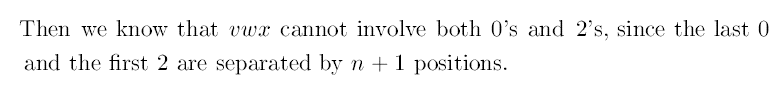 Then we know that vwx cannot involve both 0's and 2's, since the last 0
and the first 2 are separated by n + 1 positions.